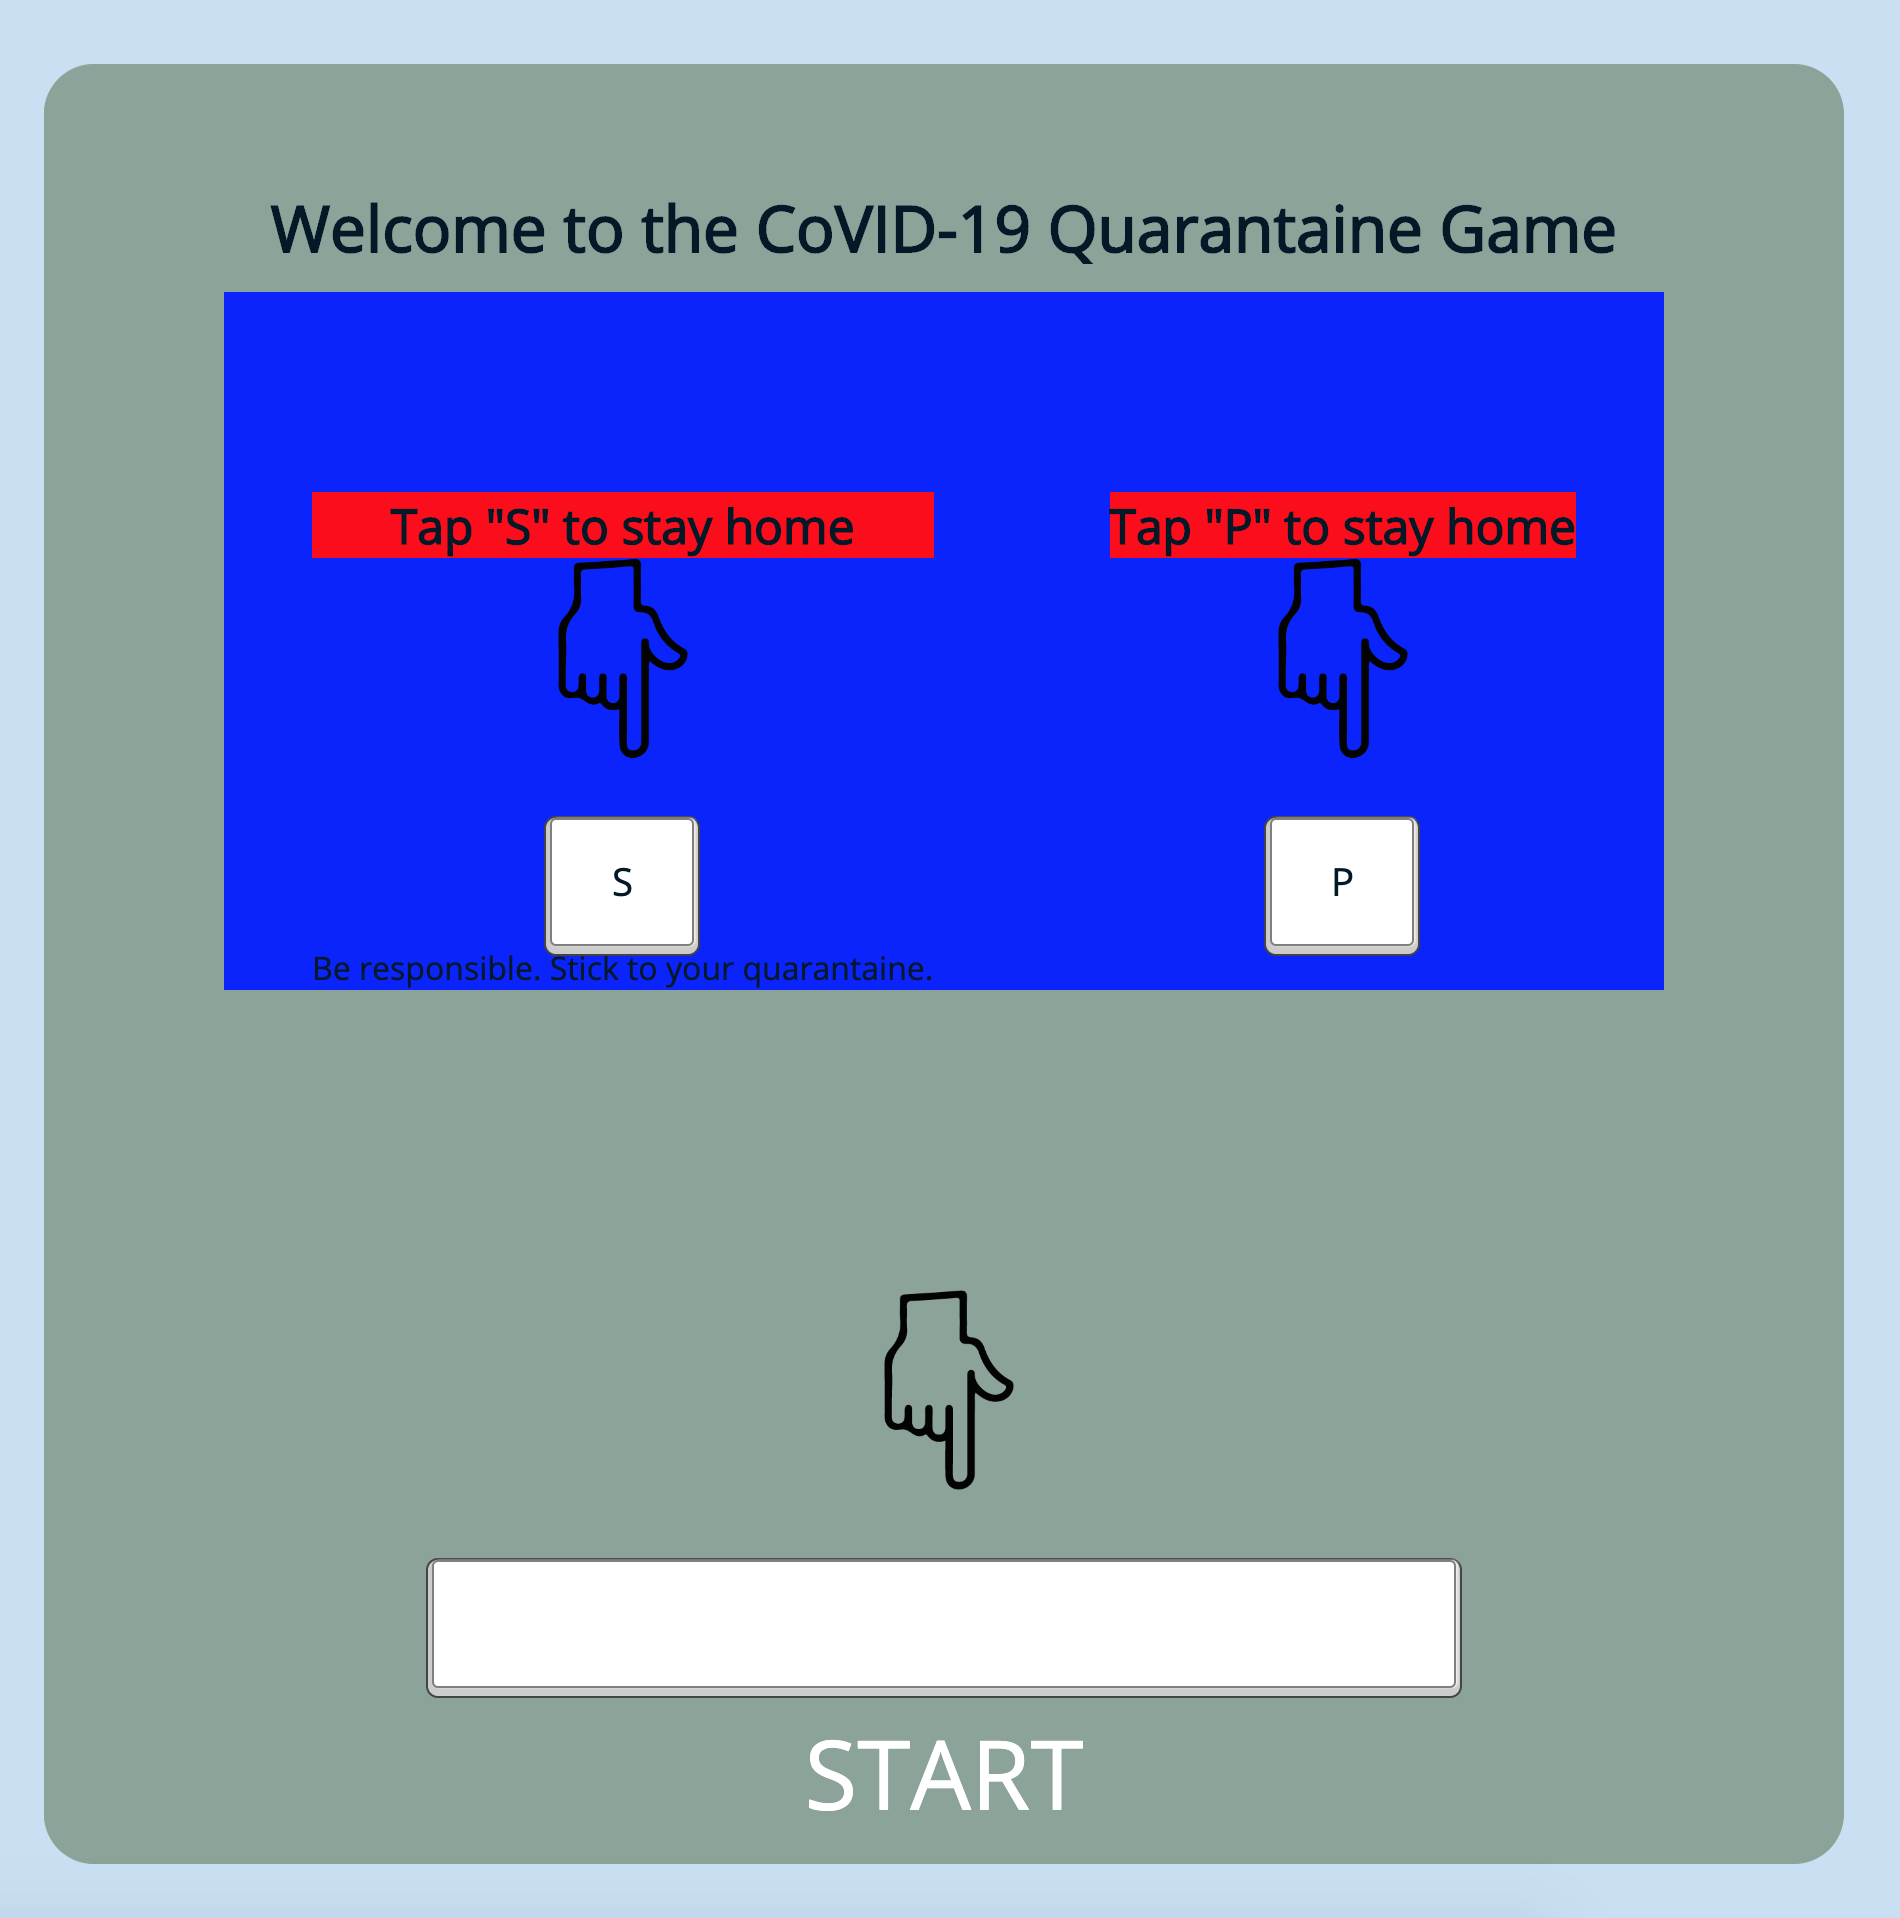 Welcome to the CoVID-19 Quarantaine Game
Tap "S" to stay home
Tap "P" to stay home
S
P
Be responsible. Stick to your quarantaine.
START